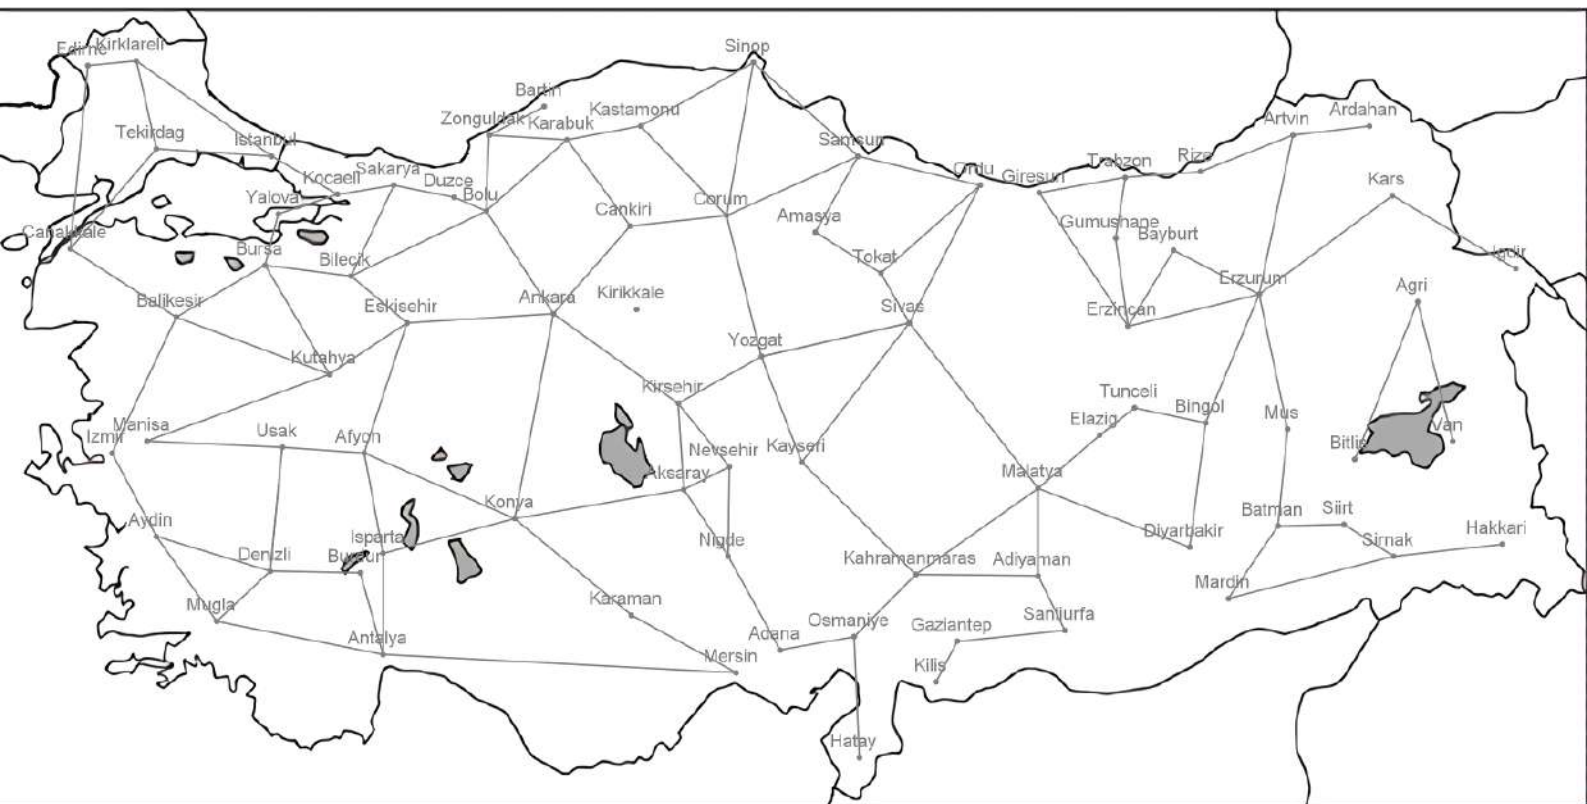 Edirne
Kirklareli
Sinop
Bartin
Kastamonu
Ardahan
Zonguldak
Karabuk
Artvin
Tekirdag
Istanbul
Samsun
Rize
Trabzon
Sakarya
Ordu
Giresun
Kocaeli
Duzce
Kars
Yalova
Bolu
Corum
Cankiri
Amasya
Gumushane
Canakkale
Bayburt
Bursa
Bilecik
Tokat
Igdir
Erzurum
Agri
Balikesir
Eskisehir
Ankara
Kirikkale
Sivas
Erzincan
Yozgat
Kutahya
Kirsehir
Tunceli
Bingol
Mus
Elazig
Manisa
Izmir
Usak
Afyon
Nevsehir
Kayseri
Bitlis
Van
Aksaray
Malatya
Konya
Batman
Siirt
Aydin
Isparta
Nigde
Diyarbakir
Sirnak
Hakkari
Denizli
Burdur
Kahramanmaras
Adiyaman
Mardin
Mugla
Karaman
Osmaniye
Gaziantep
Sanliurfa
Antalya
Adana
Mersin
Kilis
Hatay